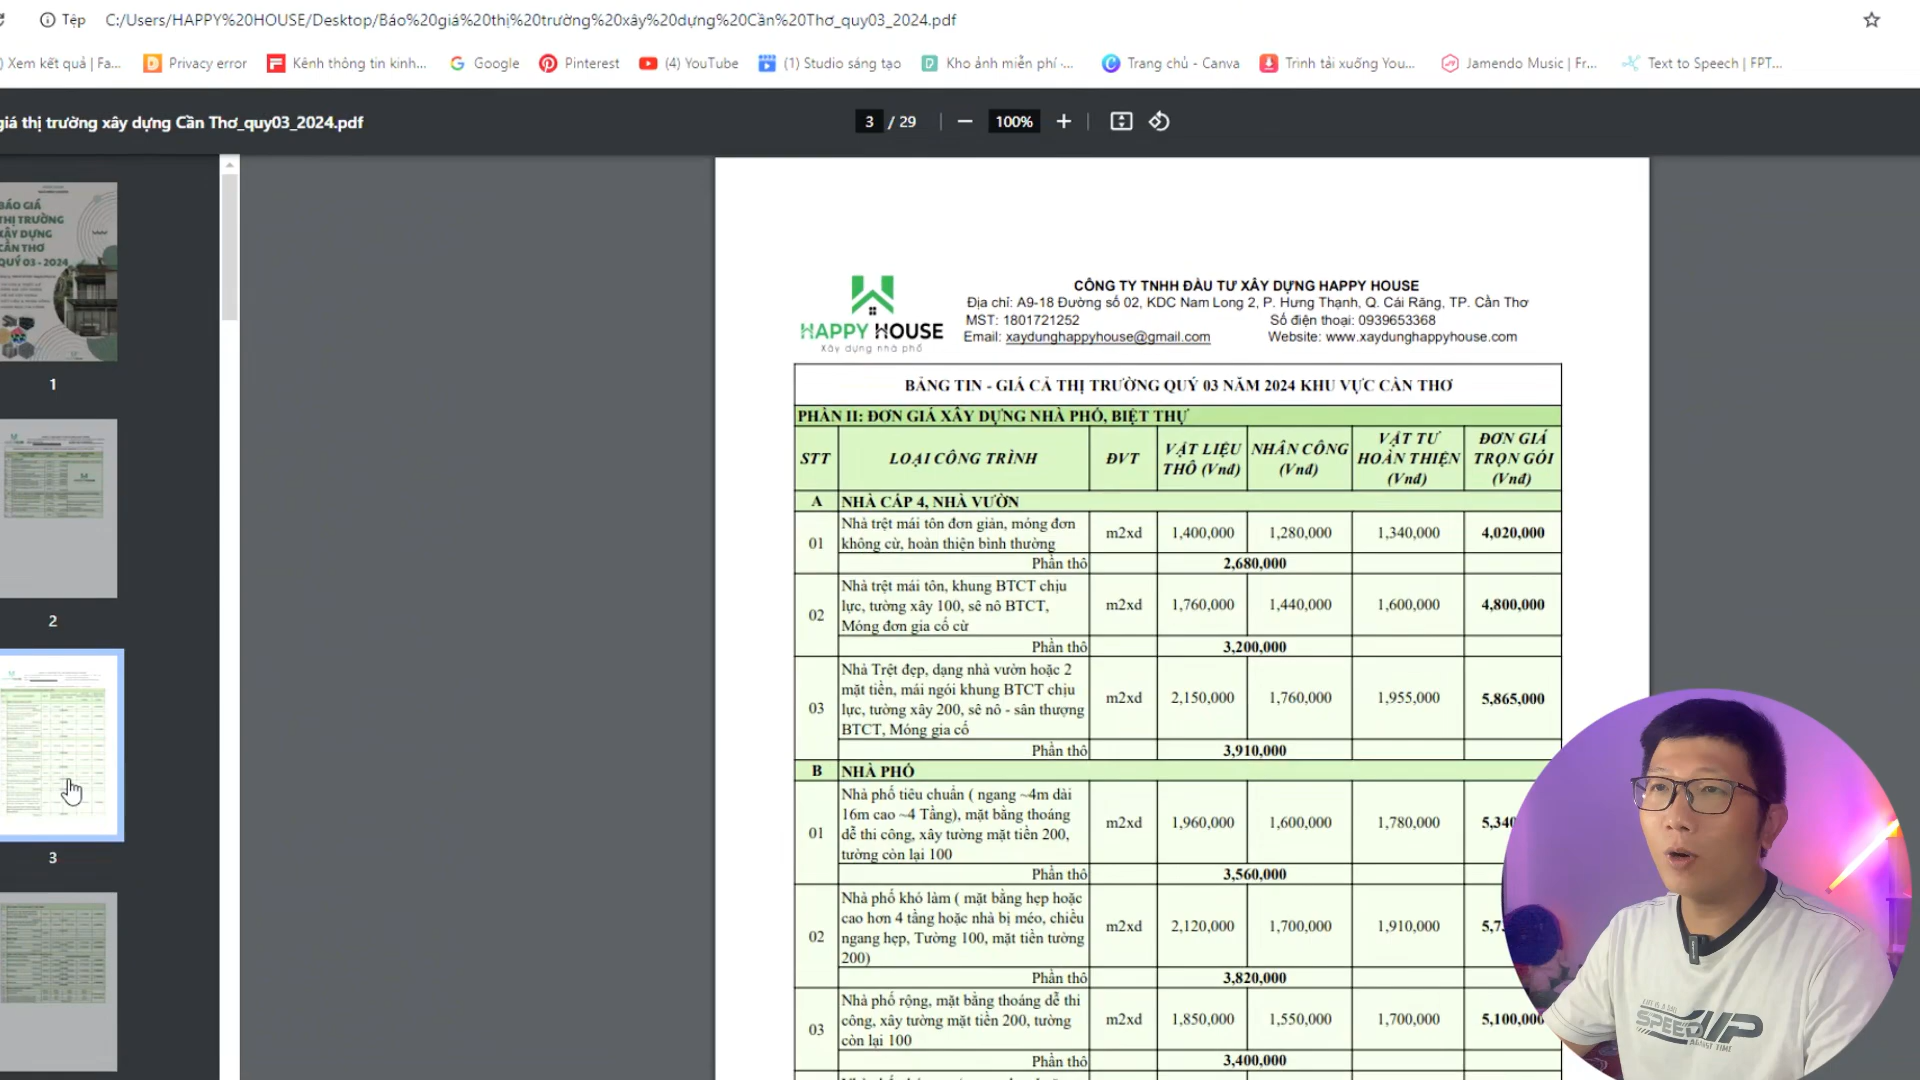 Tệp C:/Users/HAPPY%20HOUSE/Desktop/Báo%20giá%20thị%20trường%20xây%20dựng%20Cần%20Thơ_quy03_2024.pdf
Xem kết quả | Fa... Privacy error Kênh thông tin kinh... Google Pinterest (4) YouTube (1) Studio sáng tạo Kho ảnh miễn phí -... Trang chủ - Canva Trình tải xuống You... Jamendo Music | Fr... Text to Speech | FPT...
giá thị trường xây dựng Cần Thơ_quy03_2024.pdf 3 / 29 100%
BÁO GIÁ
THỊ TRƯỜNG
XÂY DỰNG
CẦN THƠ
QUÝ 03 - 2024
1
2
3
HAPPY HOUSE
Xây dựng nhà phố
CÔNG TY TNHH ĐẦU TƯ XÂY DỰNG HAPPY HOUSE
Địa chỉ: A9-18 Đường số 02, KDC Nam Long 2, P. Hưng Thạnh, Q. Cái Răng, TP. Cần Thơ
MST: 1801721252 Số điện thoại: 0939653368
Email: xaydunghappyhouse@gmail.com Website: www.xaydunghappyhouse.com
BẢNG TIN - GIÁ CẢ THỊ TRƯỜNG QUÝ 03 NĂM 2024 KHU VỰC CẦN THƠ
PHẦN II: ĐƠN GIÁ XÂY DỰNG NHÀ PHỐ, BIỆT THỰ
STT LOẠI CÔNG TRÌNH ĐVT VẬT LIỆU THÔ (Vnđ) NHÂN CÔNG (Vnđ) VẬT TƯ HOÀN THIỆN (Vnđ) ĐƠN GIÁ TRỌN GÓI (Vnđ)
A NHÀ CẤP 4, NHÀ VƯỜN
01 Nhà trệt mái tôn đơn giản, móng đơn
không cừ, hoàn thiện bình thường m2xd 1,400,000 1,280,000 1,340,000 4,020,000
Phần thô 2,680,000
02 Nhà trệt mái tôn, khung BTCT chịu
lực, tường xây 100, sê nô BTCT, m2xd 1,760,000 1,440,000 1,600,000 4,800,000
Móng đơn gia cố cừ
Phần thô 3,200,000
03 Nhà Trệt đẹp, dạng nhà vườn hoặc 2
mặt tiền, mái ngói khung BTCT chịu m2xd 2,150,000 1,760,000 1,955,000 5,865,000
lực, tường xây 200, sê nô - sân thượng
BTCT, Móng gia cố
Phần thô 3,910,000
B NHÀ PHỐ
01 Nhà phố tiêu chuẩn ( ngang ~4m dài
16m cao ~4 Tầng), mặt bằng thoáng m2xd 1,960,000 1,600,000 1,780,000 5,340
dễ thi công, xây tường mặt tiền 200,
tường còn lại 100
Phần thô 3,560,000
02 Nhà phố khó làm ( mặt bằng hẹp hoặc
cao hơn 4 tầng hoặc nhà bị méo, chiều m2xd 2,120,000 1,700,000 1,910,000 5,7
ngang hẹp, Tường 100, mặt tiền tường
200)
Phần thô 3,820,000
03 Nhà phố rộng, mặt bằng thoáng dễ thi
công, xây tường mặt tiền 200, tường m2xd 1,850,000 1,550,000 1,700,000 5,100,000
còn lại 100
Phần thô 3,400,000
SPEED UP
AGAINST TIME